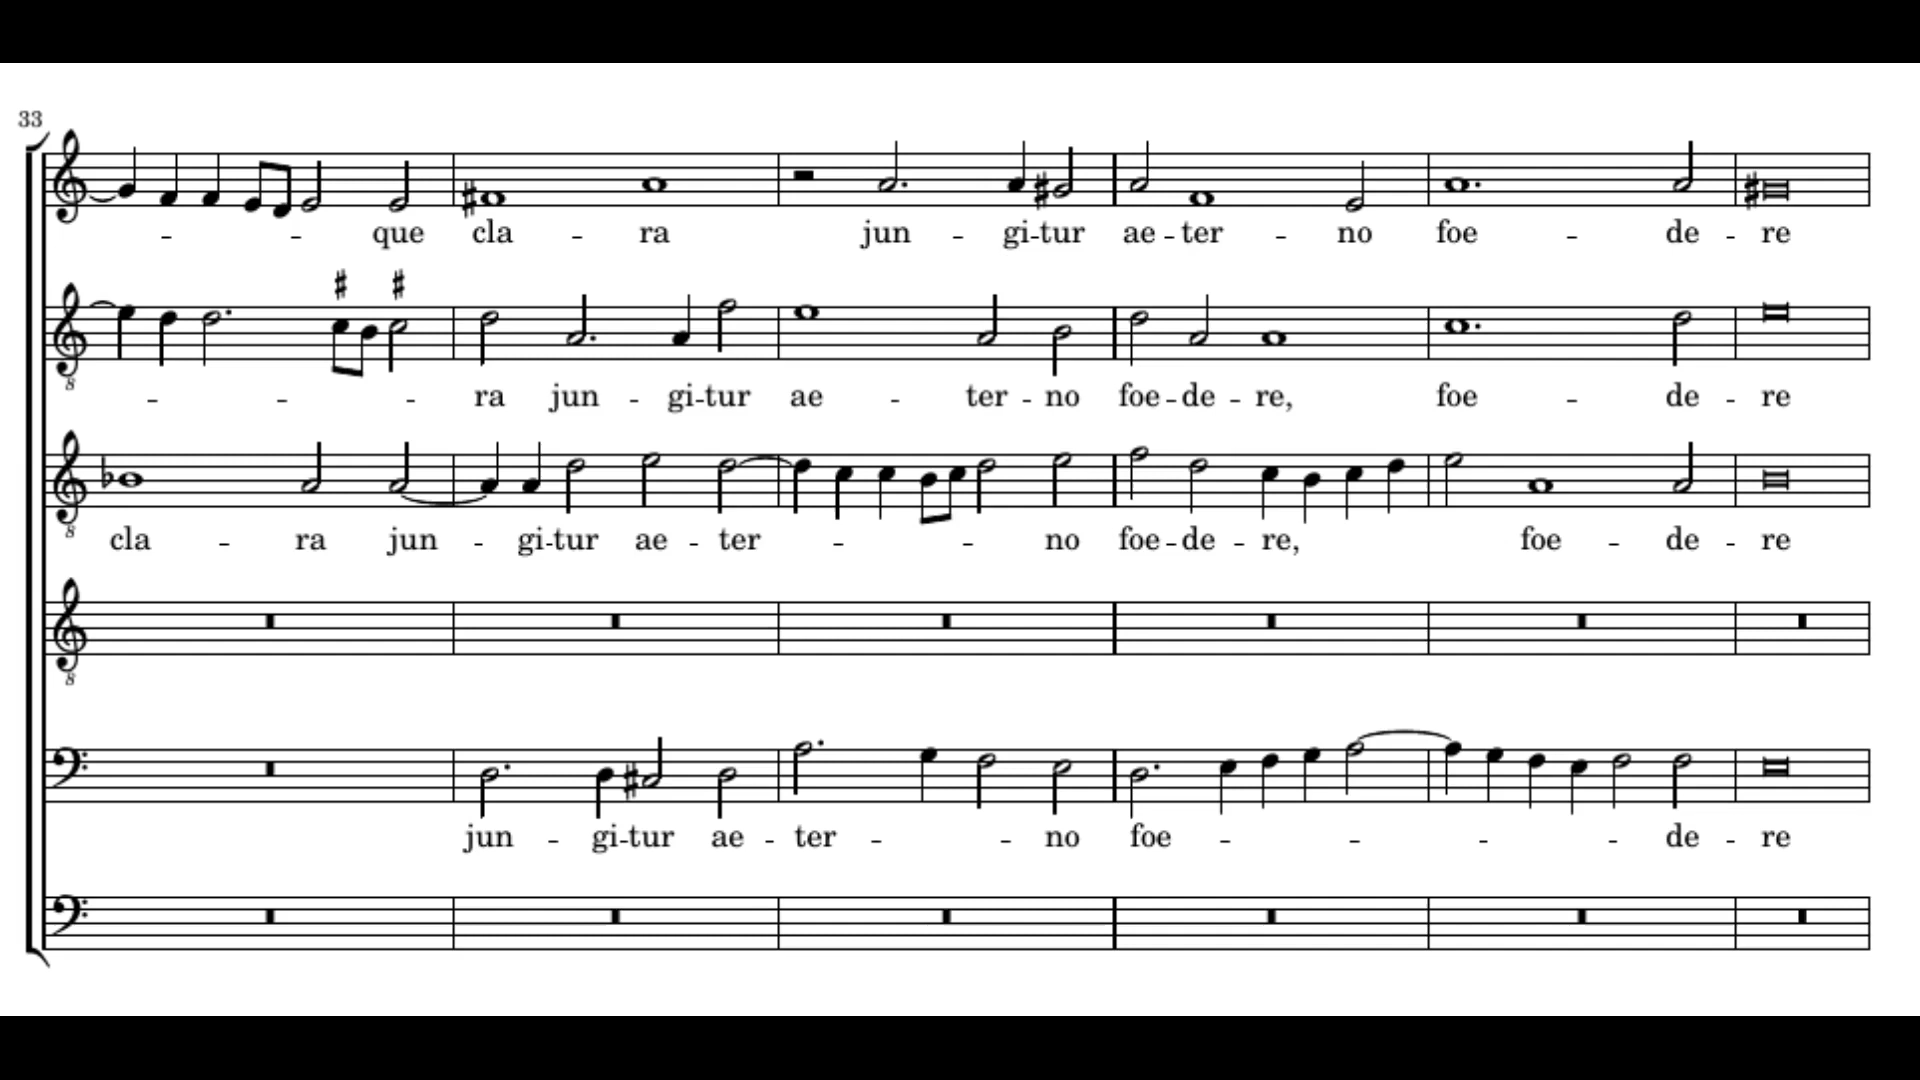 33
- - que cla - ra jun - gi-tur ae-ter - no foe - de - re
- - - ra jun - gi-tur ae - ter - no foe-de-re, foe - de - re
cla - ra jun - gi-tur ae - ter - - no foe-de-re, foe - de - re
jun - gi-tur ae - ter - - no foe - - - - de - re